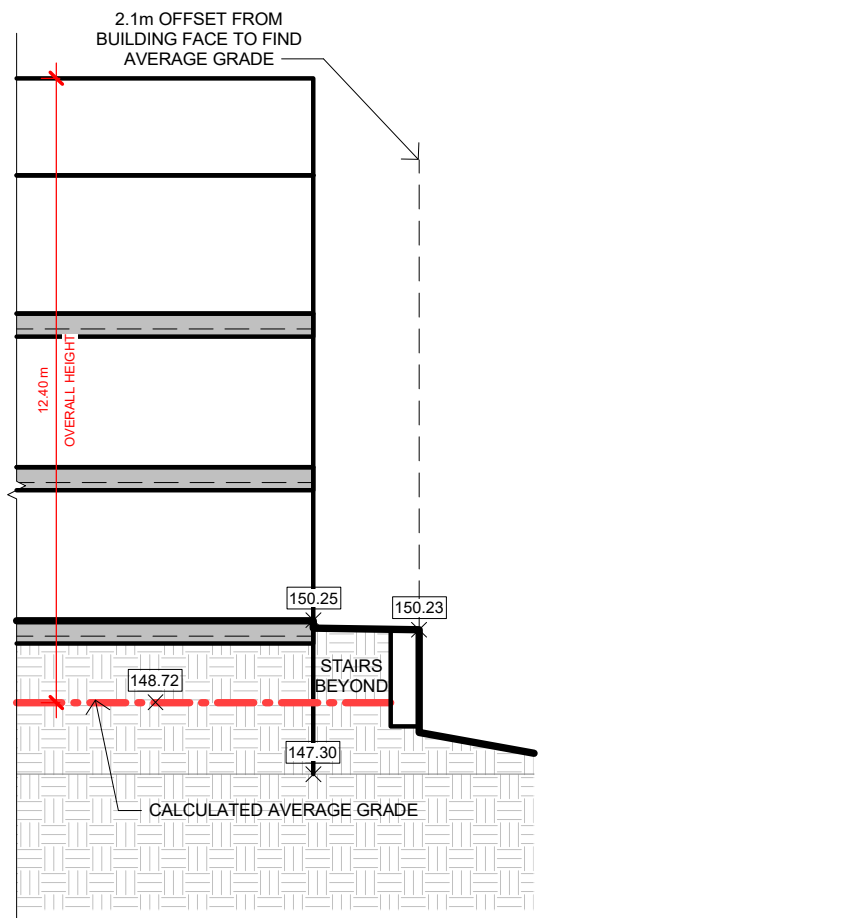 2.1m OFFSET FROM
BUILDING FACE TO FIND
AVERAGE GRADE
12.40 m
OVERALL HEIGHT
150.25
150.23
STAIRS
BEYOND
148.72
147.30
CALCULATED AVERAGE GRADE